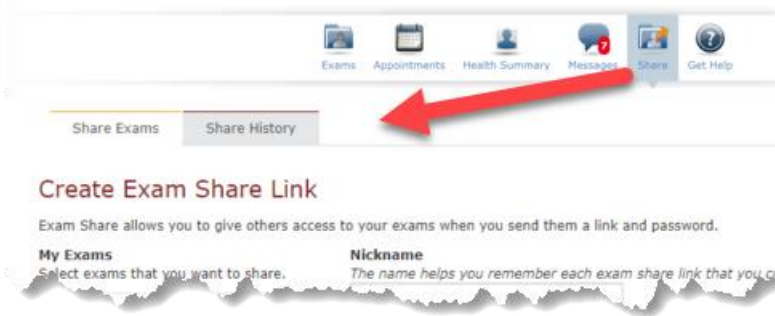 Exams Appointments Health Summary Messages 7 Share Get Help
Share Exams Share History
Create Exam Share Link
Exam Share allows you to give others access to your exams when you send them a link and password.
My Exams Nickname
Select exams that you want to share. The name helps you remember each exam share link that you